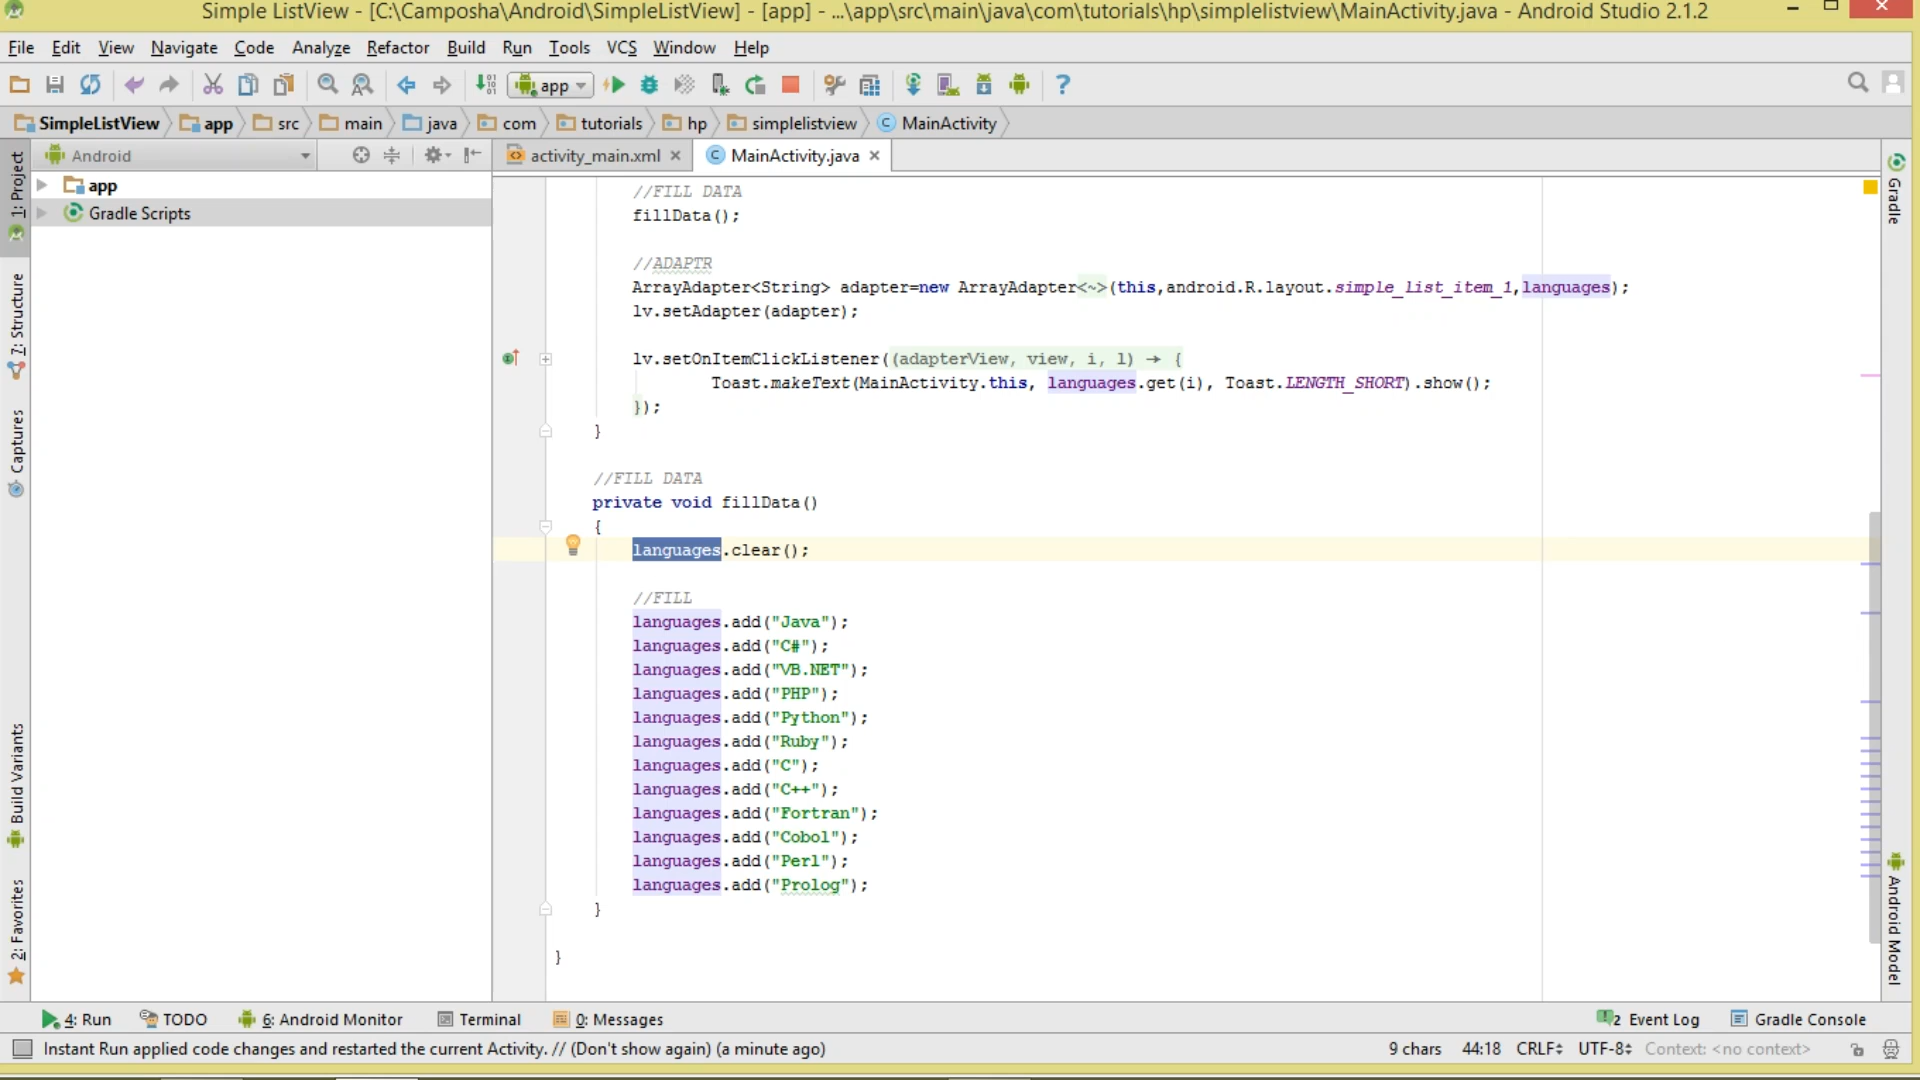 Simple ListView - [C:\Camposha\Android\SimpleListView] - [app] - ...\app\src\main\java\com\tutorials\hp\simplelistview\MainActivity.java - Android Studio 2.1.2
File Edit View Navigate Code Analyze Refactor Build Run Tools VCS Window Help
app
SimpleListView app src main java com tutorials hp simplelistview MainActivity
Android
activity_main.xml
MainActivity.java
1: Project
7: Structure
Captures
Build Variants
2: Favorites
app
Gradle Scripts
//FILL DATA
fillData();
//ADAPTR
ArrayAdapter<String> adapter=new ArrayAdapter<~>(this,android.R.layout.simple_list_item_1,languages);
lv.setAdapter(adapter);
lv.setOnItemClickListener((adapterView, view, i, l) → {
Toast.makeText(MainActivity.this, languages.get(i), Toast.LENGTH_SHORT).show();
});
}
//FILL DATA
private void fillData()
{
languages.clear();
//FILL
languages.add("Java");
languages.add("C#");
languages.add("VB.NET");
languages.add("PHP");
languages.add("Python");
languages.add("Ruby");
languages.add("C");
languages.add("C++");
languages.add("Fortran");
languages.add("Cobol");
languages.add("Perl");
languages.add("Prolog");
}
}
Gradle
Android Model
4: Run TODO 6: Android Monitor Terminal 0: Messages 2 Event Log Gradle Console
Instant Run applied code changes and restarted the current Activity. // (Don't show again) (a minute ago) 9 chars 44:18 CRLF UTF-8 Context: <no context>